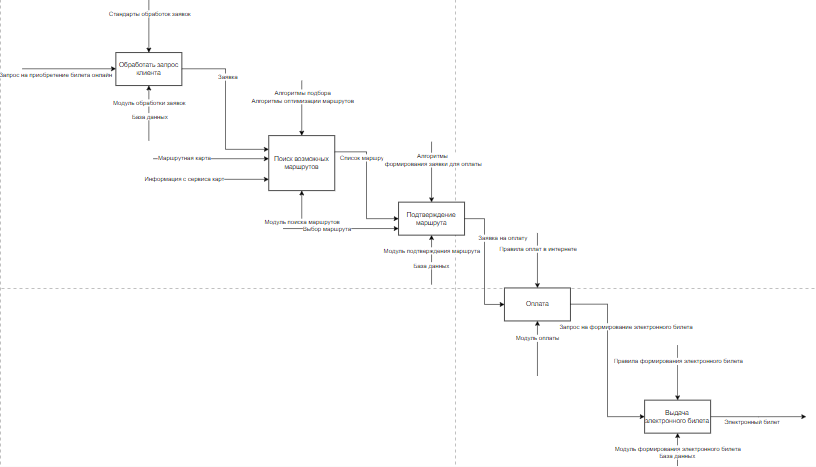 Стандарты обработок заявок
Обработать запрос
клиента
Запрос на приобретение билета онлайн
Заявка
Модуль обработки заявок
База данных
Алгоритмы подбора
Алгоритмы оптимизации маршрутов
Поиск возможных
маршрутов
Маршрутная карта
Информация с сервиса карт
Список маршру
Алгоритмы
формирования заявки для оплаты
Подтверждение
маршрута
Модуль поиска маршрутов
Выбор маршрута
Заявка на оплату
Модуль подтверждения маршрута
База данных
Правила оплат в интернете
Оплата
Запрос на формирование электронного билета
Модуль оплаты
Правила формирования электронного билета
Выдача
электронного билета
Электронный билет
Модуль формирования электронного билета
База данных